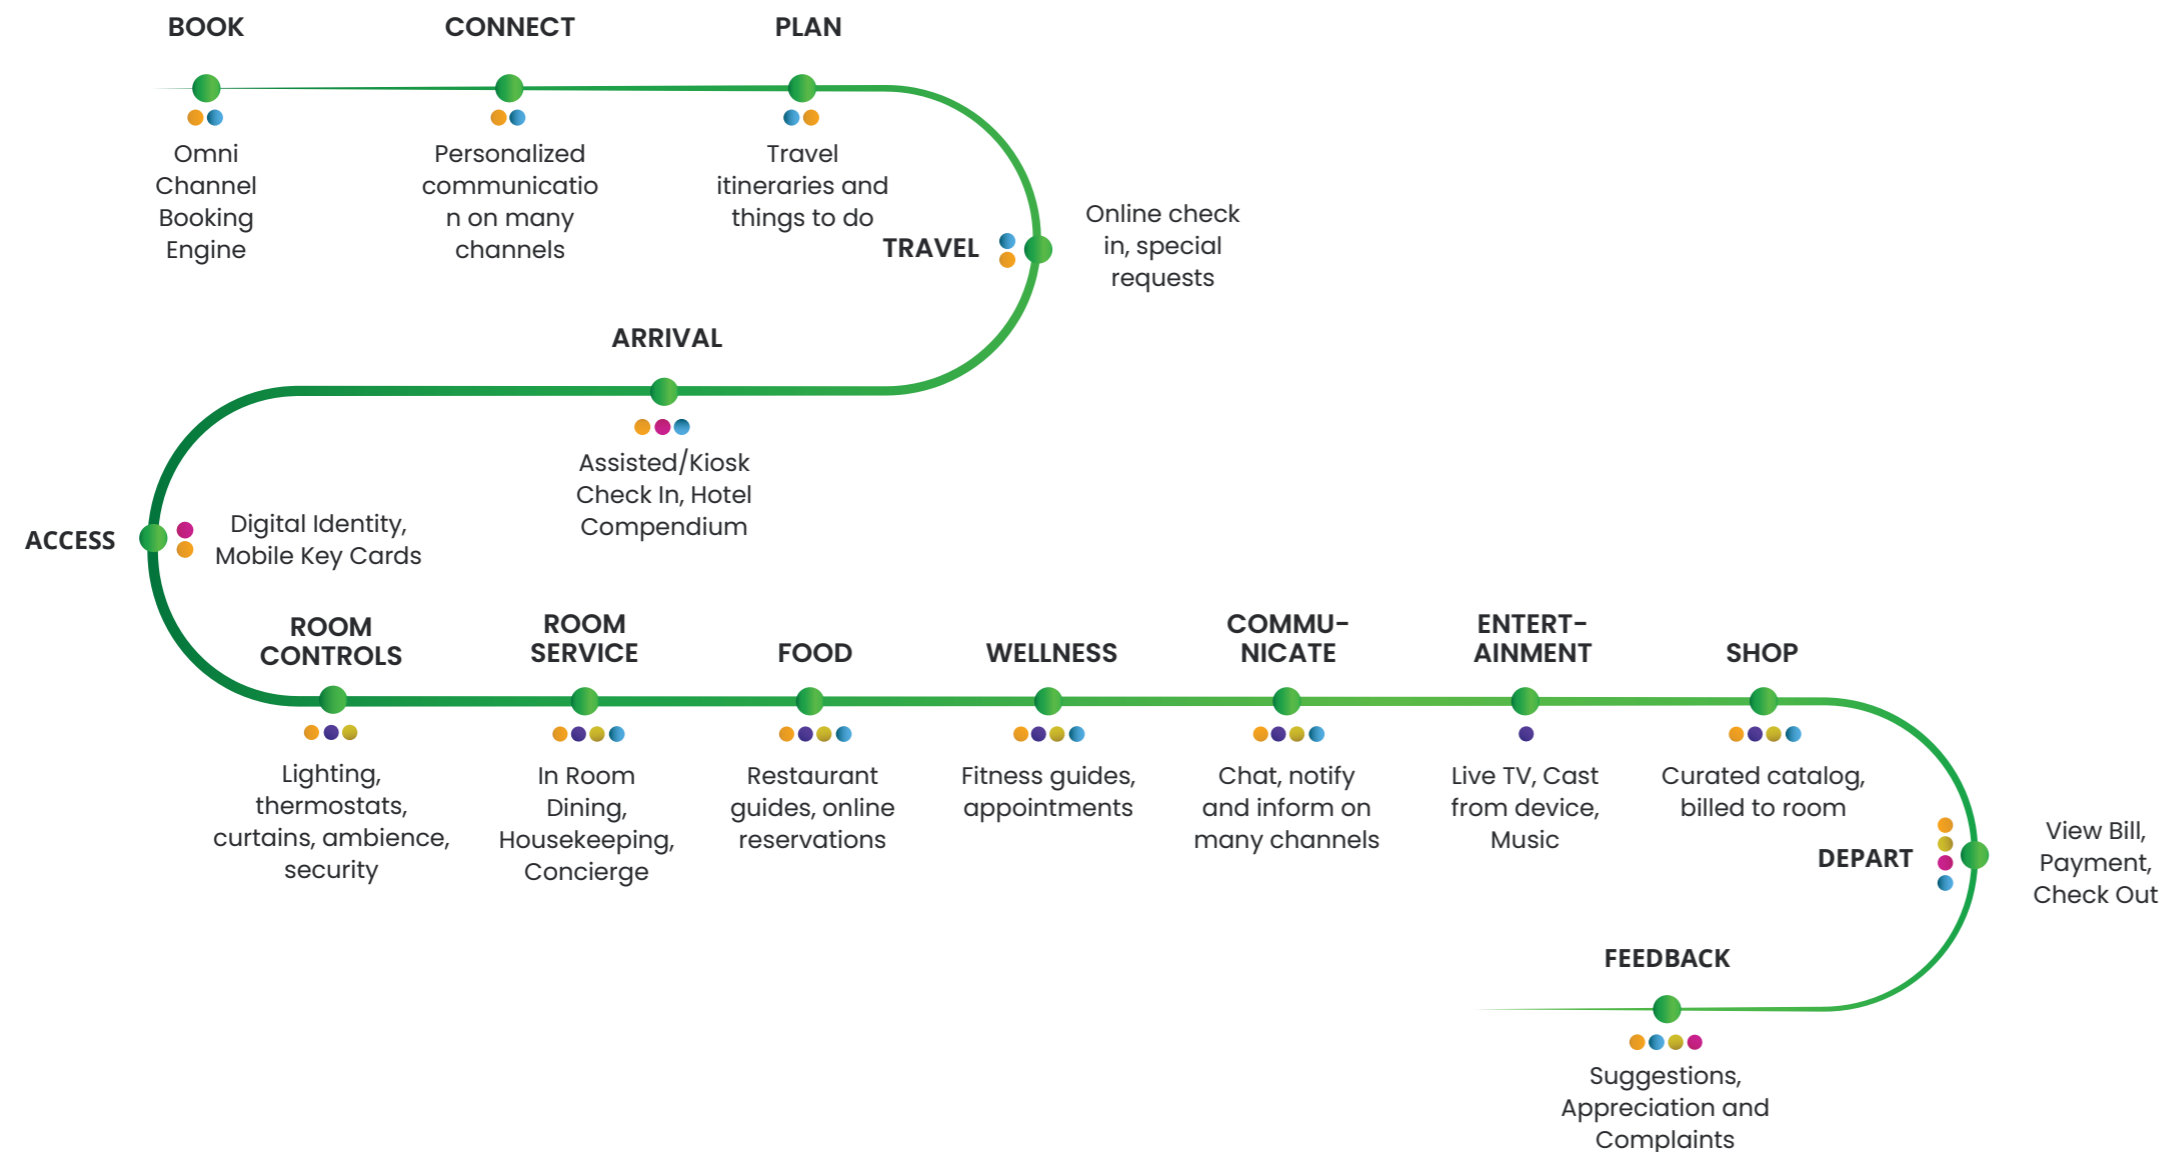 BOOK
Omni
Channel
Booking
Engine
CONNECT
Personalized
communicatio
n on many
channels
PLAN
Travel
itineraries and
things to do
TRAVEL
Online check
in, special
requests
ARRIVAL
Assisted/Kiosk
Check In, Hotel
Compendium
ACCESS
Digital Identity,
Mobile Key Cards
ROOM
CONTROLS
Lighting,
thermostats,
curtains, ambience,
security
ROOM
SERVICE
In Room
Dining,
Housekeeping,
Concierge
FOOD
Restaurant
guides, online
reservations
WELLNESS
Fitness guides,
appointments
COMMU-
NICATE
Chat, notify
and inform on
many channels
ENTERT-
AINMENT
Live TV, Cast
from device,
Music
SHOP
Curated catalog,
billed to room
DEPART
View Bill,
Payment,
Check Out
FEEDBACK
Suggestions,
Appreciation and
Complaints